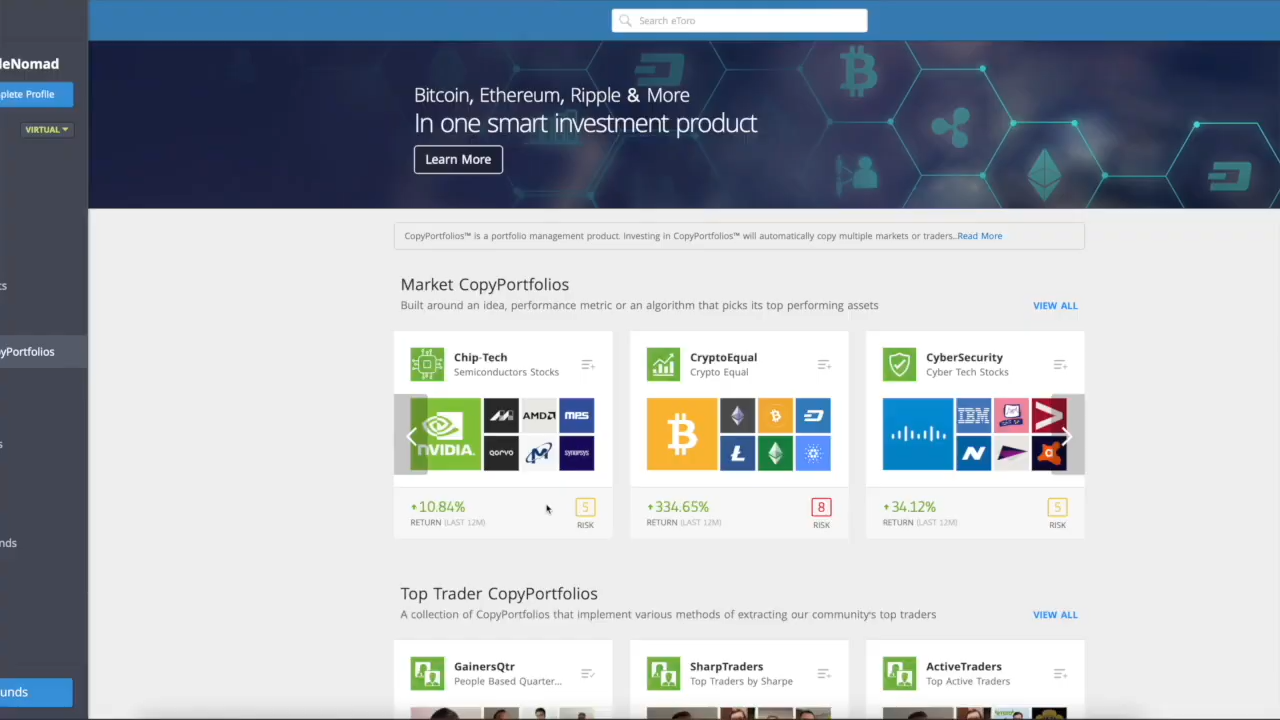 Search eToro
leNomad
plete Profile
VIRTUAL
ts
yPortfolios
s
nds
unds
Bitcoin, Ethereum, Ripple & More
In one smart investment product
Learn More
CopyPortfolios™ is a portfolio management product. Investing in CopyPortfolios™ will automatically copy multiple markets or traders...Read More
Market CopyPortfolios
Built around an idea, performance metric or an algorithm that picks its top performing assets
VIEW ALL
Chip-Tech
Semiconductors Stocks
NVIDIA.
AMD
mps
QORVO
SYNOPSYS
+10.84%
RETURN (LAST 12M)
5
RISK
CryptoEqual
Crypto Equal
+334.65%
RETURN (LAST 12M)
8
RISK
CyberSecurity
Cyber Tech Stocks
IBM
+34.12%
RETURN (LAST 12M)
5
RISK
Top Trader CopyPortfolios
A collection of CopyPortfolios that implement various methods of extracting our community's top traders
VIEW ALL
GainersQtr
People Based Quarter...
SharpTraders
Top Traders by Sharpe
ActiveTraders
Top Active Traders